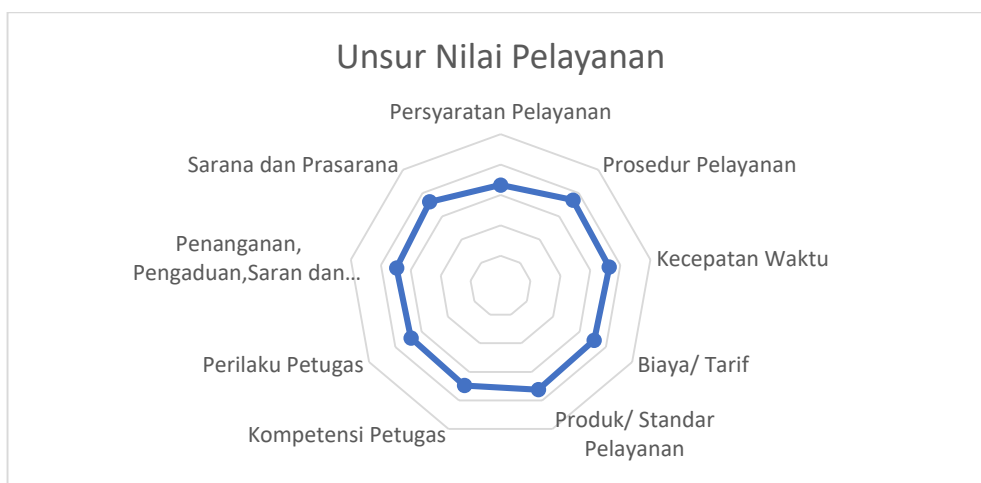 Unsur Nilai Pelayanan
Persyaratan Pelayanan
Prosedur Pelayanan
Kecepatan Waktu
Biaya/ Tarif
Produk/ Standar
Pelayanan
Kompetensi Petugas
Perilaku Petugas
Penanganan,
Pengaduan,Saran dan…
Sarana dan Prasarana